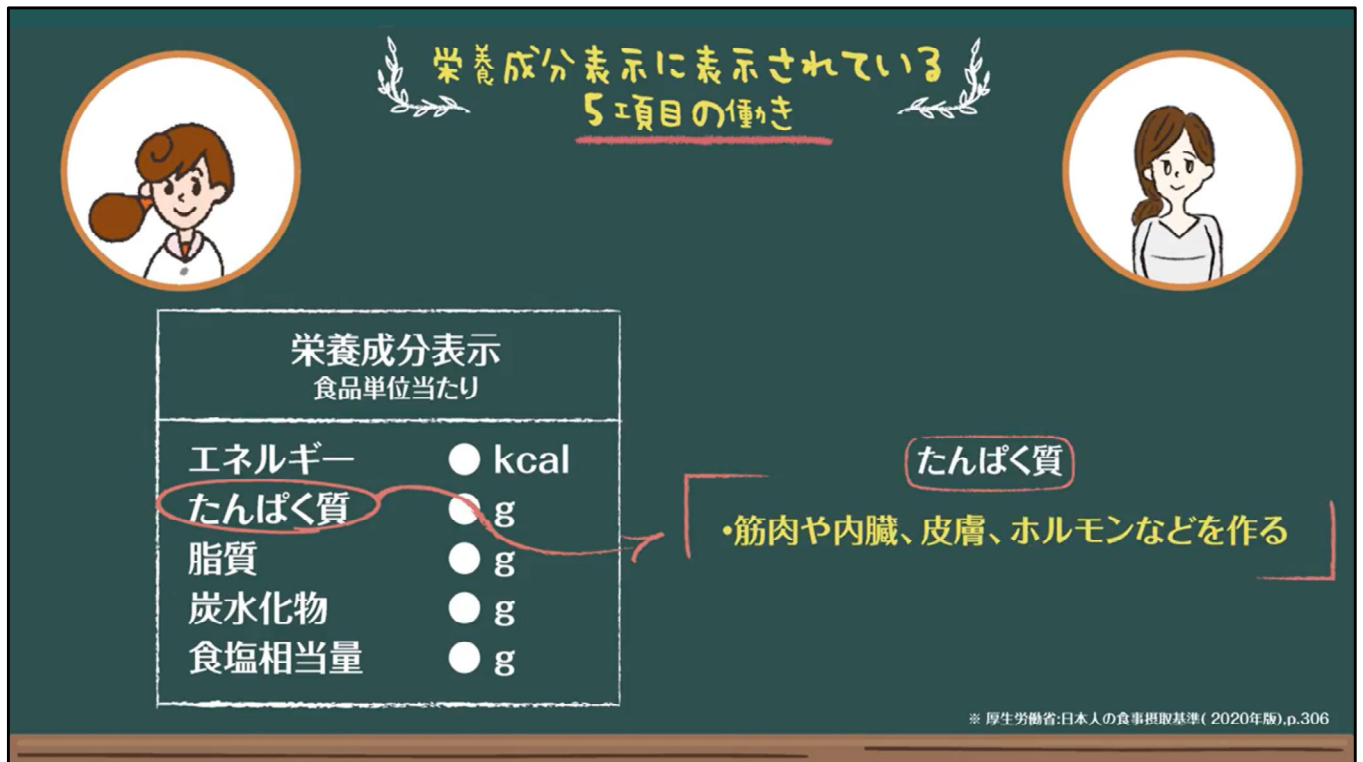 栄養成分表示に表示されている
5項目の働き
栄養成分表示
食品単位当たり
エネルギー ● kcal
たんぱく質 ● g
脂質 ● g
炭水化物 ● g
食塩相当量 ● g
たんぱく質
・筋肉や内臓、皮膚、ホルモンなどを作る
※ 厚生労働省:日本人の食事摂取基準( 2020年版),p.306